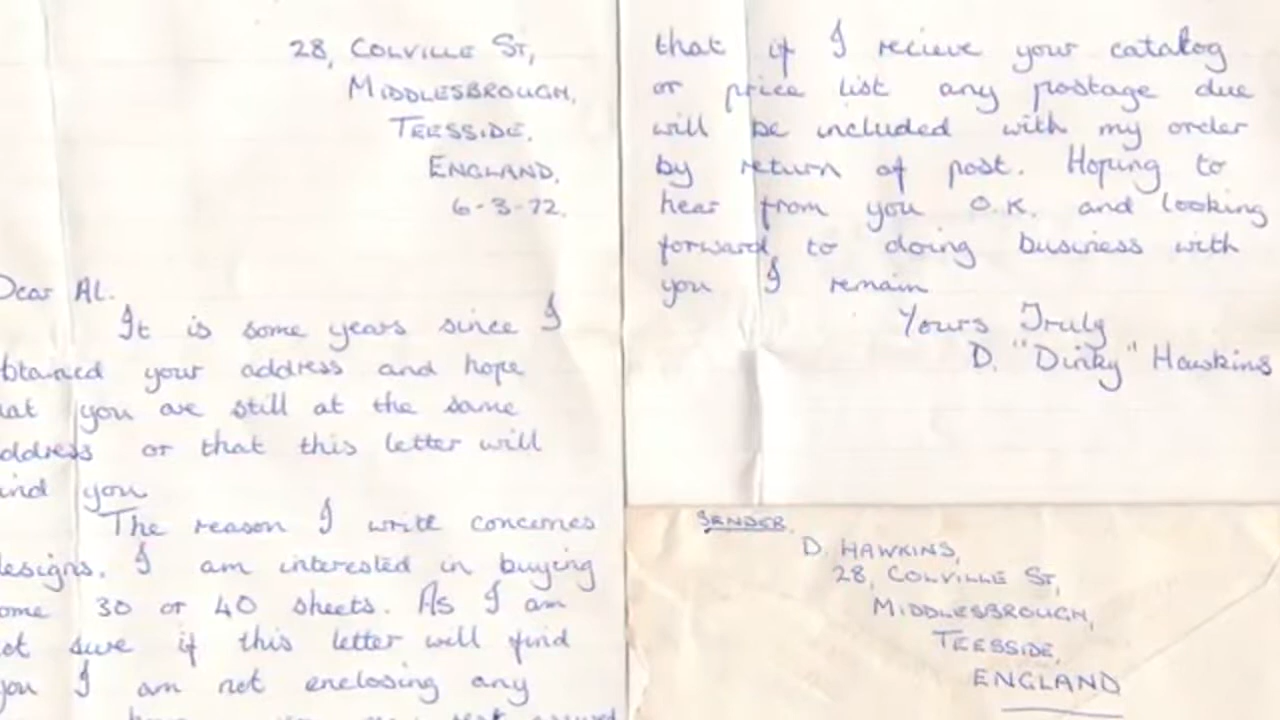 28, COLVILLE ST,
MIDDLESBROUGH,
TEESSIDE.
ENGLAND.
6-3-72.
Dear AL.
It is some years since I
btained your address and hope
hat you are still at the same
ddress or that this letter will
ind you
The reason I write concernes
esigns. I am interested in buying
ome 30 or 40 sheets. As I am
ot sure if this letter will find
you I am not enclosing any
that if I recieve your catalog
or price list any postage due
will be included with my order
by return of post. Hoping to
hear from you O.K. and looking
forward to doing business with
you I remain
Yours Truly
D. "Dinky" Hawkins
SENDER.
D. HAWKINS,
28, COLVILLE ST,
MIDDLESBROUGH,
TEESSIDE,
ENGLAND